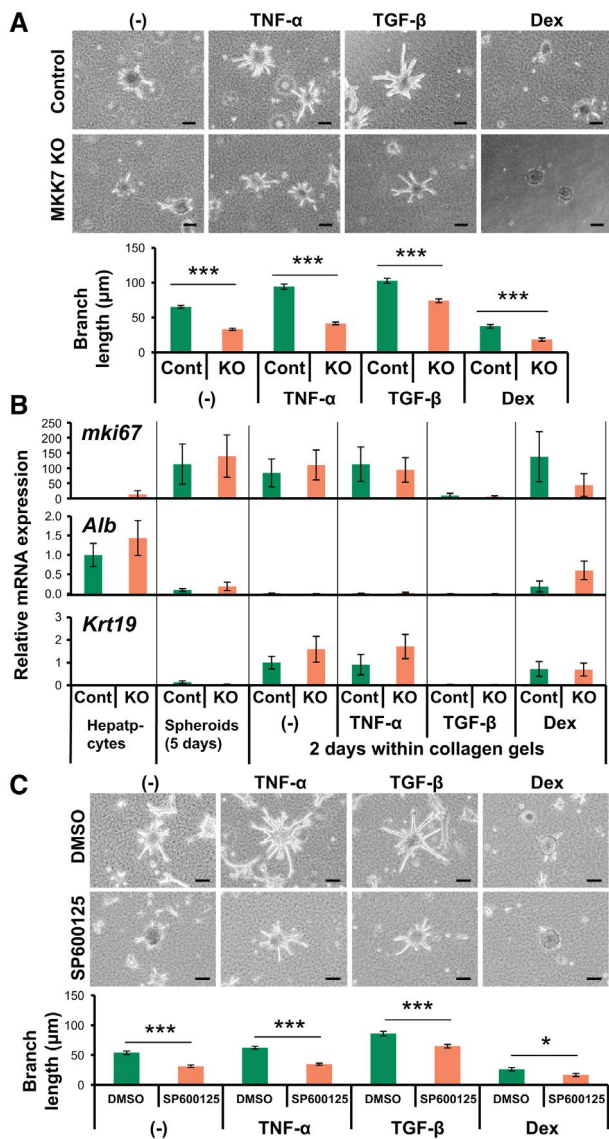 A
(-)
TNF-α
TGF-β
Dex
Control
MKK7 KO
Branch
length (μm)
150
100
50
0
***
***
***
***
Cont KO Cont KO Cont KO Cont KO
(-)
TNF-α
TGF-β
Dex
B
Relative mRNA expression
mki67
250
200
150
100
50
0
Alb
2.0
1.5
1.0
0.5
0.0
Krt19
3
2
1
0
Cont KO Cont KO Cont KO Cont KO Cont KO Cont KO
Hepatp-
cytes
Spheroids
(5 days)
(-)
TNF-α
TGF-β
Dex
2 days within collagen gels
C
(-)
TNF-α
TGF-β
Dex
DMSO
SP600125
Branch
length (μm)
150
100
50
0
***
***
***
*
DMSO SP600125 DMSO SP600125 DMSO SP600125 DMSO SP600125
(-)
TNF-α
TGF-β
Dex